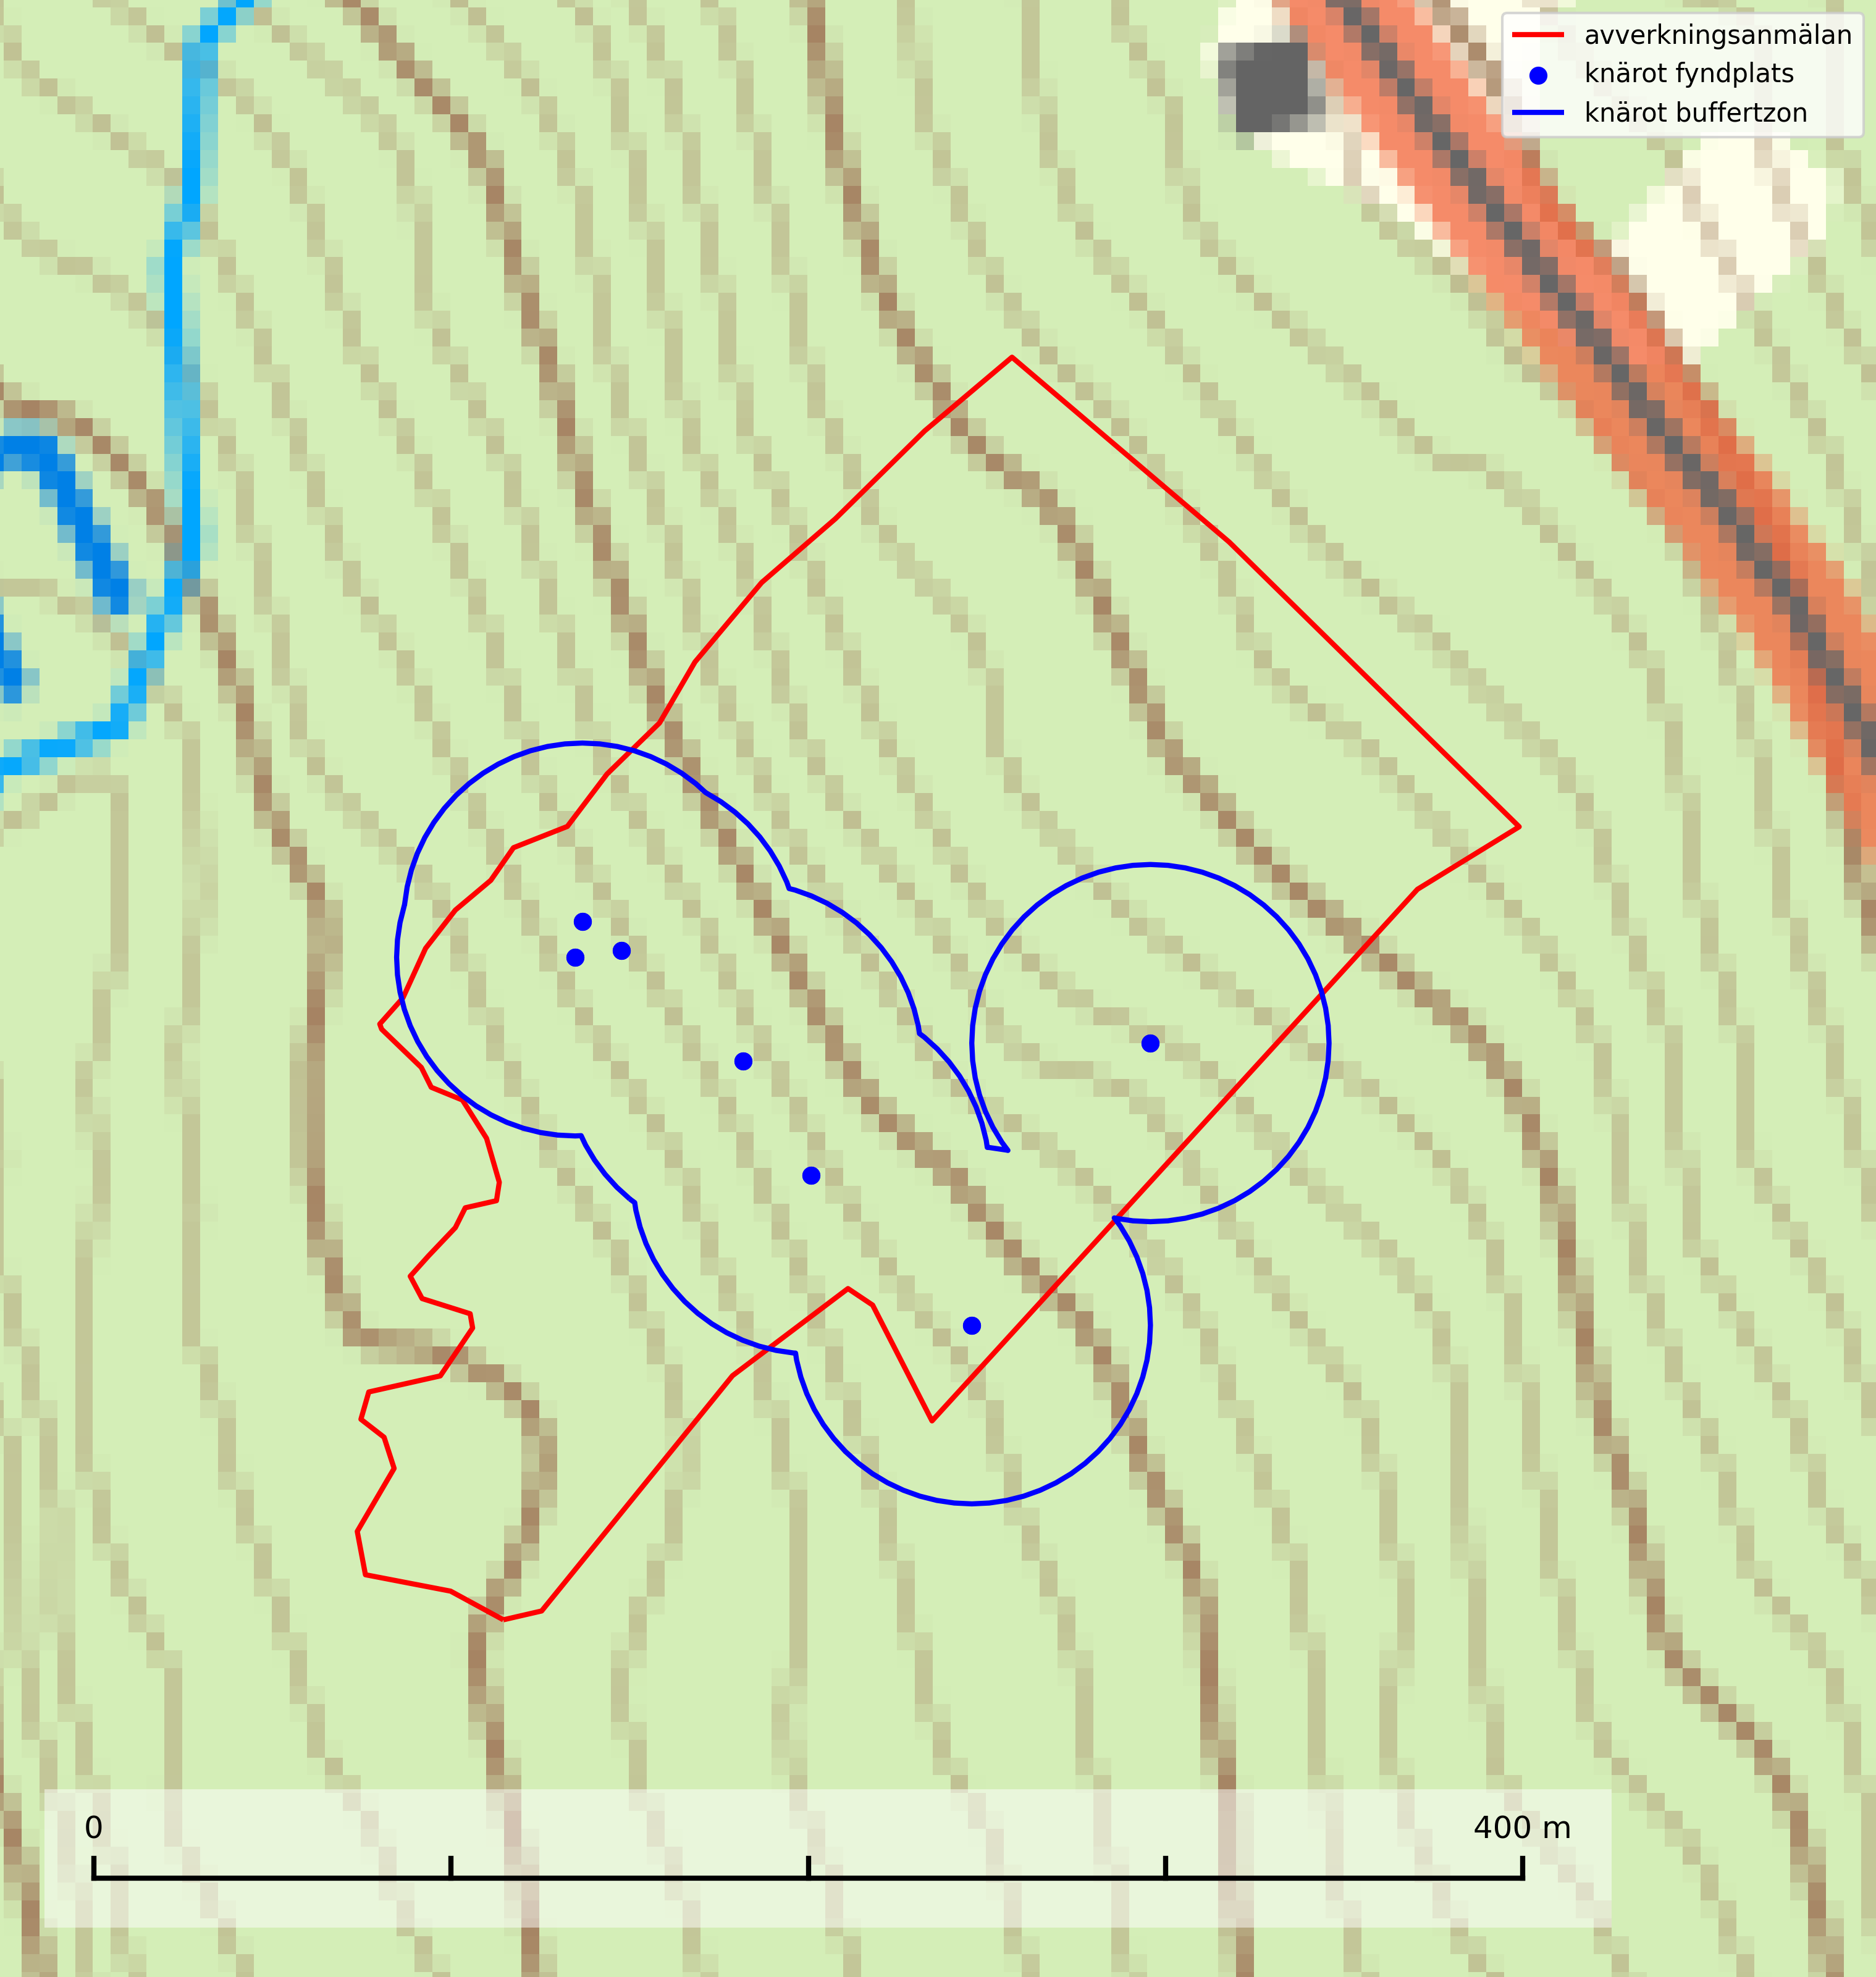 avverkningsanmälan
knärot fyndplats
knärot buffertzon
0
400 m